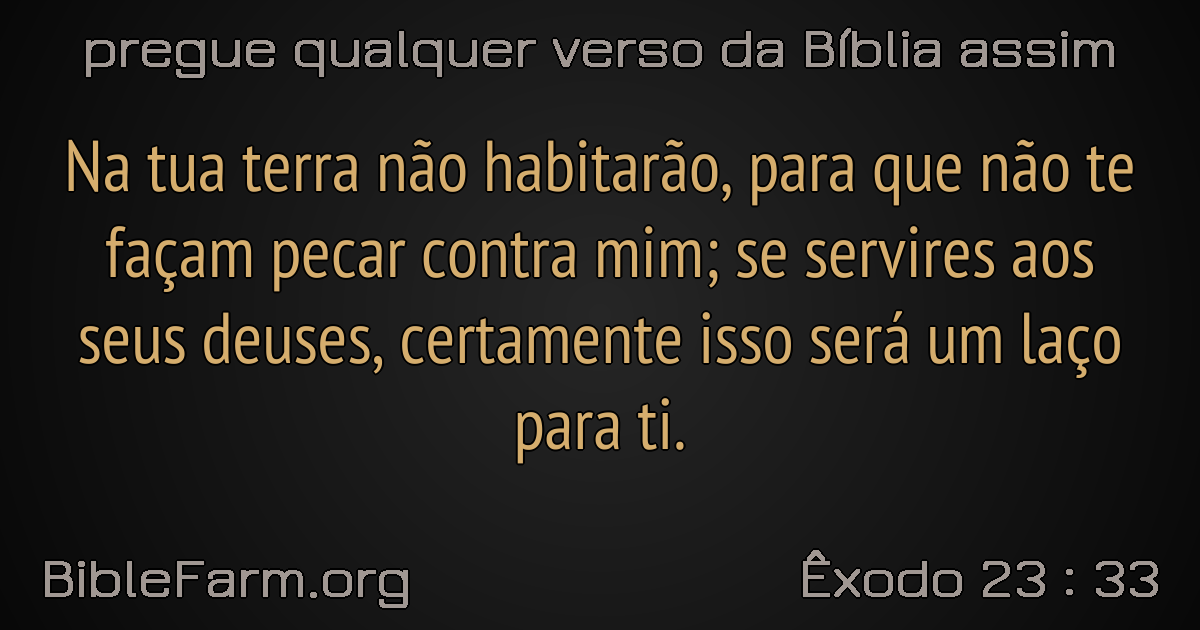 pregue qualquer verso da Bíblia assim
Na tua terra não habitarão, para que não te
façam pecar contra mim; se servires aos
seus deuses, certamente isso será um laço
para ti.
BibleFarm.org
Êxodo 23 : 33